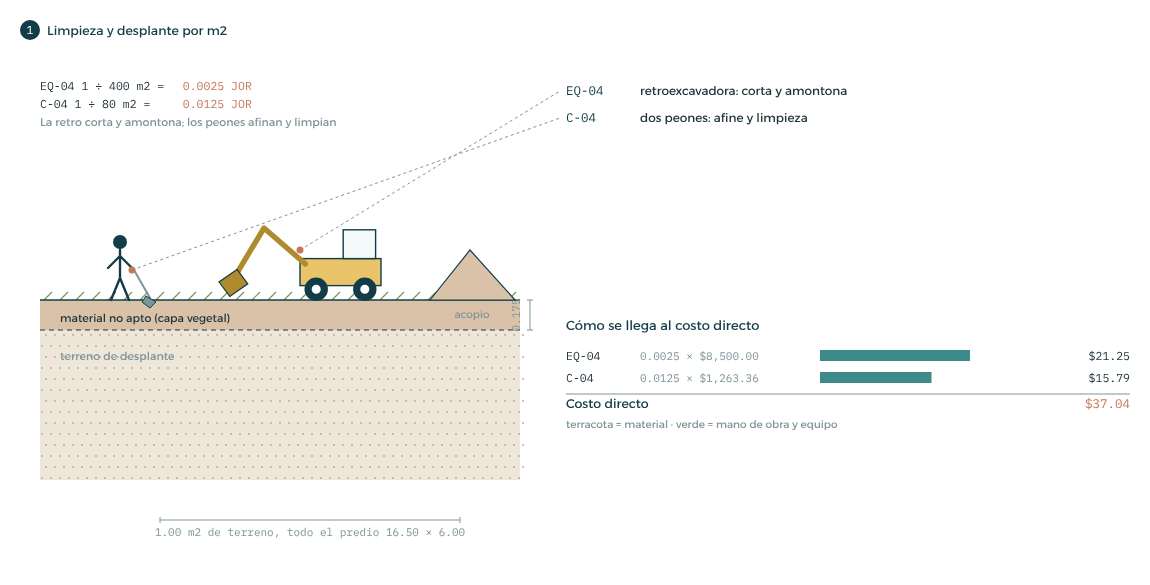 1 Limpieza y desplante por m2
EQ-04 1 ÷ 400 m2 = 0.0025 JOR
C-04 1 ÷ 80 m2 = 0.0125 JOR
La retro corta y amontona; los peones afinan y limpian
EQ-04 retroexcavadora: corta y amontona
C-04 dos peones: afine y limpieza
material no apto (capa vegetal)
acopio
terreno de desplante
Cómo se llega al costo directo
EQ-04 0.0025 × $8,500.00 $21.25
C-04 0.0125 × $1,263.36 $15.79
Costo directo $37.04
terracota = material · verde = mano de obra y equipo
1.00 m2 de terreno, todo el predio 16.50 × 6.00